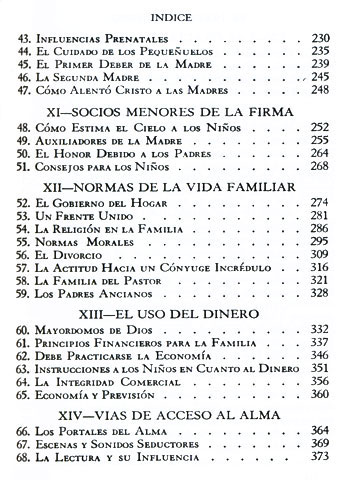 INDICE
43. Influencias Prenatales . . . . . . . . . 230
44. El Cuidado de los Pequeñuelos . . . . . . 235
45. El Primer Deber de la Madre . . . . . . . 239
46. La Segunda Madre . . . . . . . . . . 245
47. Cómo Alentó Cristo a las Madres . . . . . 248
XI—SOCIOS MENORES DE LA FIRMA
48. Cómo Estima el Cielo a los Niños . . . . . 252
49. Auxiliadores de la Madre . . . . . . . . 255
50. El Honor Debido a los Padres . . . . . . 264
51. Consejos para los Niños . . . . . . . . 268
XII—NORMAS DE LA VIDA FAMILIAR
52. El Gobierno del Hogar . . . . . . . . . 274
53. Un Frente Unido . . . . . . . . . . 281
54. La Religión en la Familia . . . . . . . 286
55. Normas Morales . . . . . . . . . . 295
56. El Divorcio . . . . . . . . . . . . 309
57. La Actitud Hacia un Cónyuge Incrédulo . . 316
58. La Familia del Pastor . . . . . . . . . 321
59. Los Padres Ancianos . . . . . . . . . 328
XIII—EL USO DEL DINERO
60. Mayordomos de Dios . . . . . . . . . 332
61. Principios Financieros para la Familia . . . 337
62. Debe Practicarse la Economía . . . . . . 346
63. Instrucciones a los Niños en Cuanto al Dinero 351
64. La Integridad Comercial . . . . . . . . 356
65. Economía y Previsión . . . . . . . . . 360
XIV—VIAS DE ACCESO AL ALMA
66. Los Portales del Alma . . . . . . . . . 364
67. Escenas y Sonidos Seductores . . . . . . 369
68. La Lectura y su Influencia . . . . . . 373